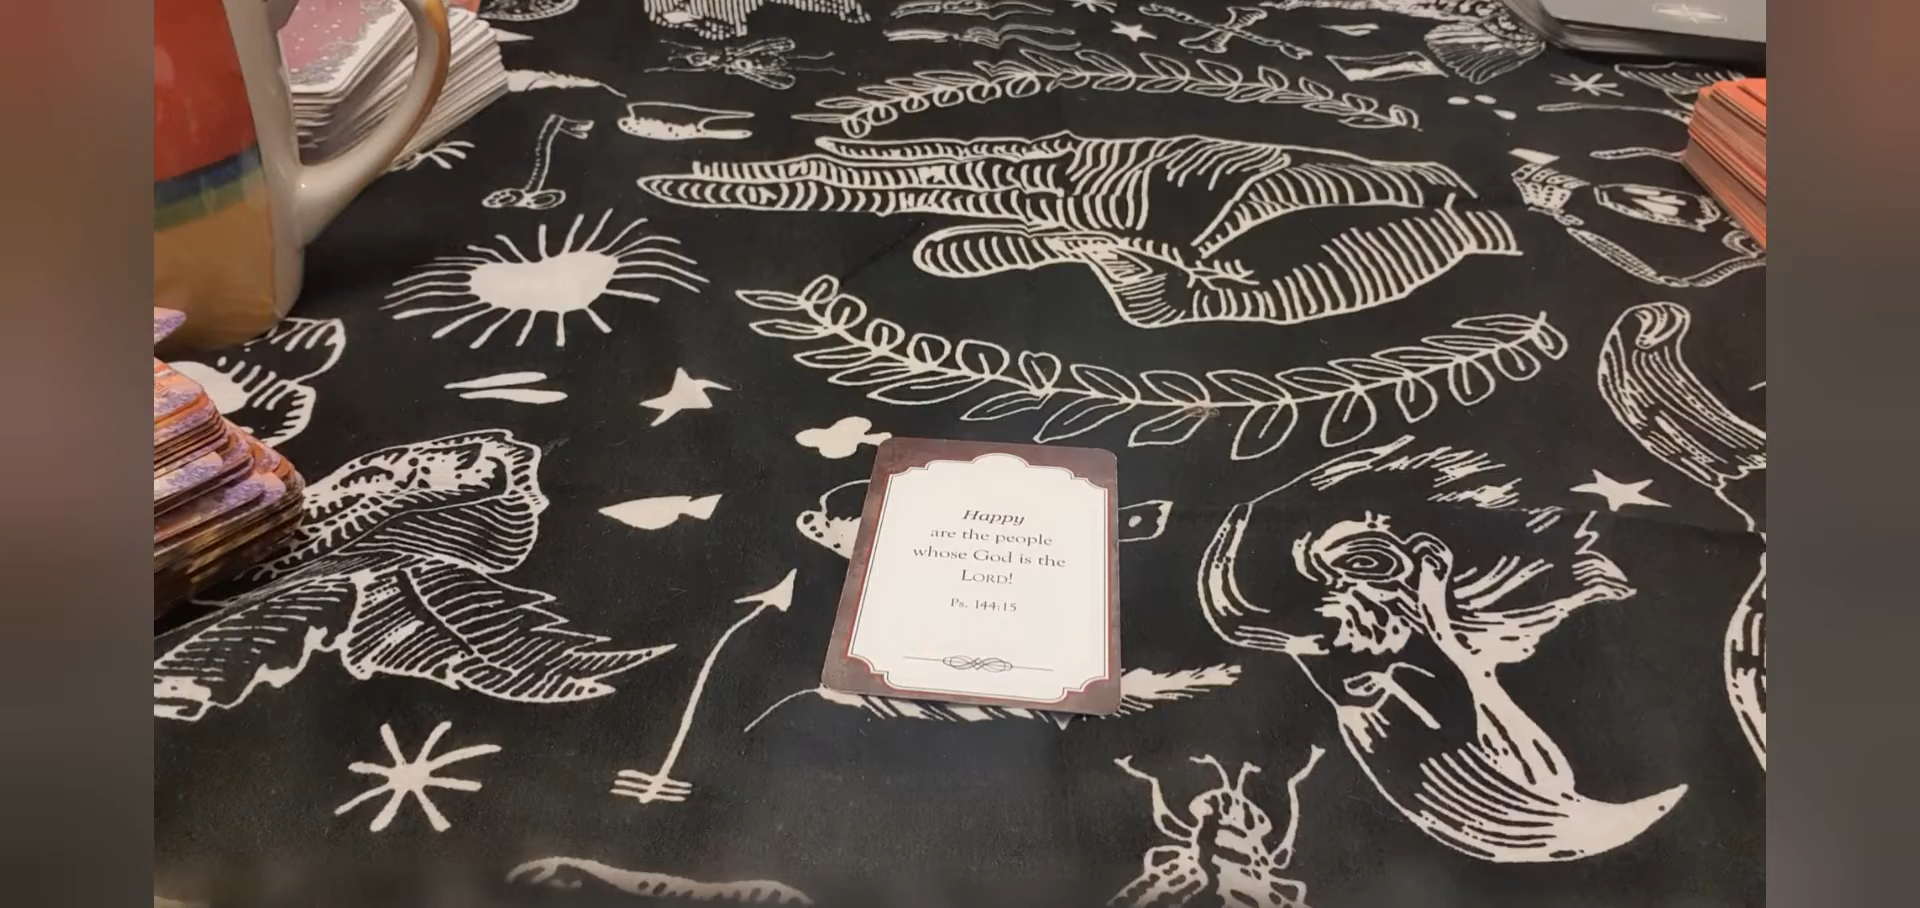 Happy
are the people
whose God is the
LORD!
Ps. 144:15